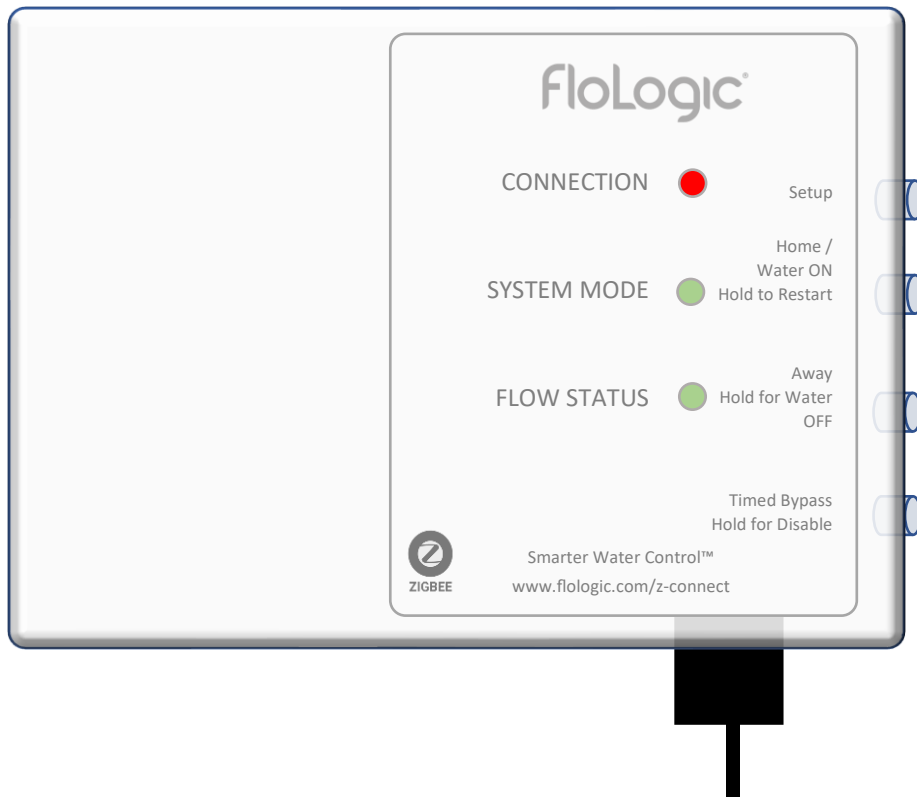 FloLogic®
CONNECTION
Setup
Home /
Water ON
SYSTEM MODE
Hold to Restart
Away
FLOW STATUS
Hold for Water
OFF
Timed Bypass
Hold for Disable
Z
ZIGBEE
Smarter Water Control™
www.flologic.com/z-connect